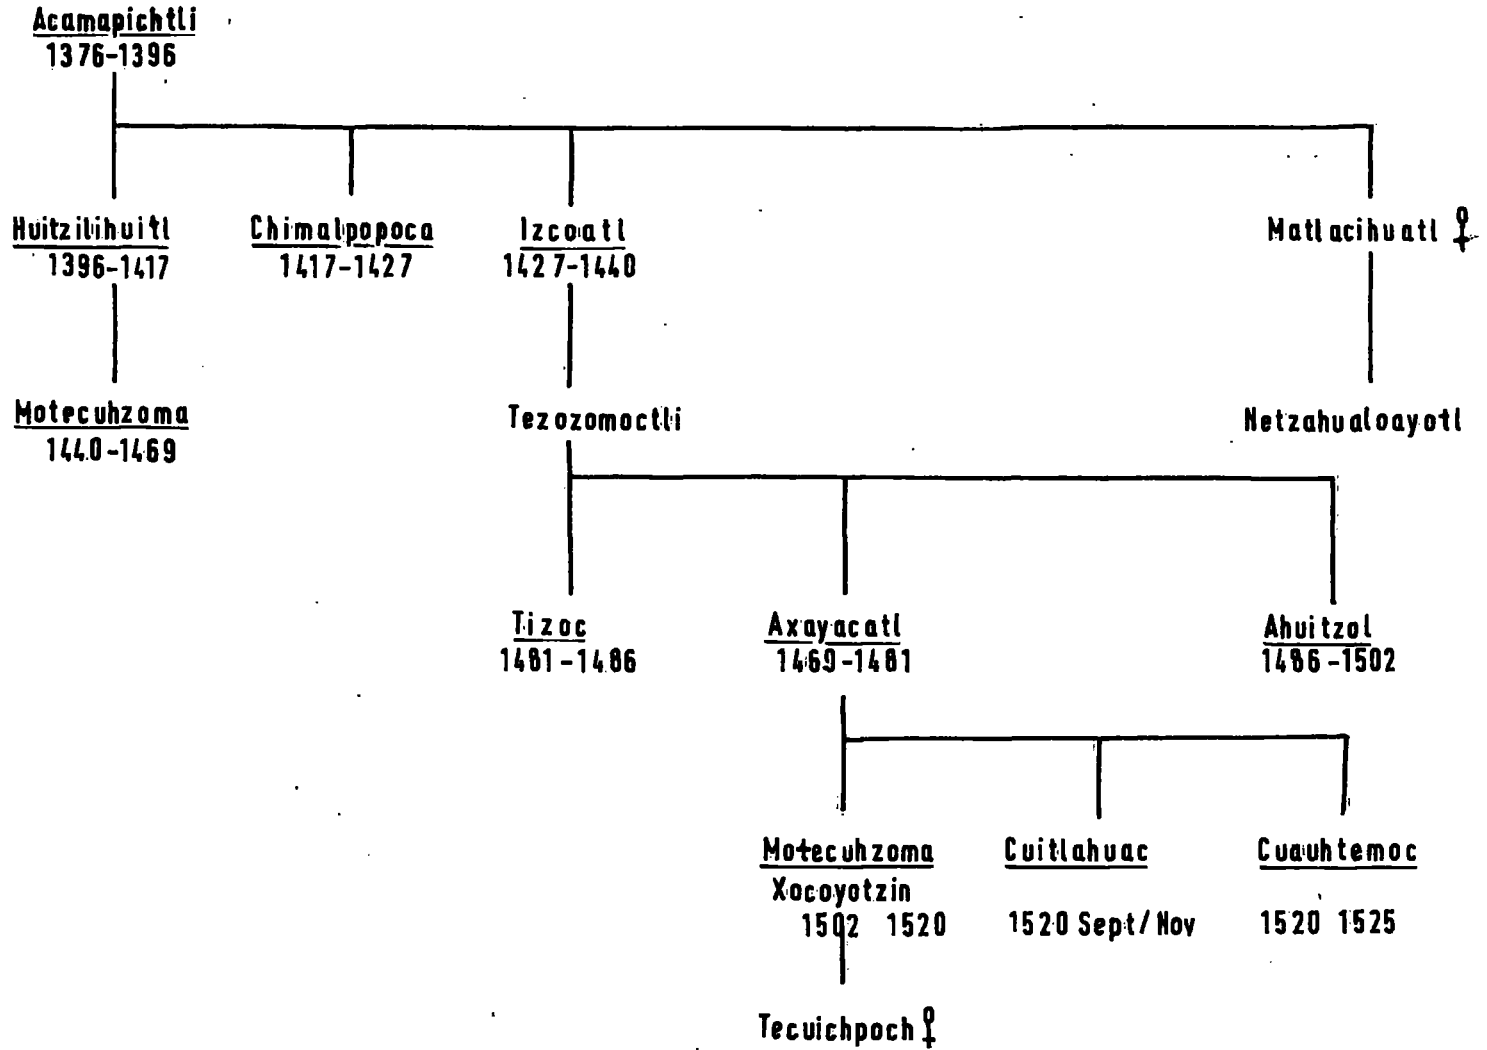 Acamapichtli
1376-1396
Huitzilihuitl
1396-1417
Chimalpopoca
1417-1427
Izcoatl
1427-1440
Matlacihuatl ♀
Motecuhzoma
1440-1469
Tezozomoctli
Netzahualoayotl
Tizoc
1481-1486
Axayacatl
1469-1481
Ahuitzol
1486-1502
Motecuhzoma
Xocoyotzin
1502 1520
Cuitlahuac
1520 Sept/Nov
Cuauhtemoc
1520 1525
Tecuichpoch ♀